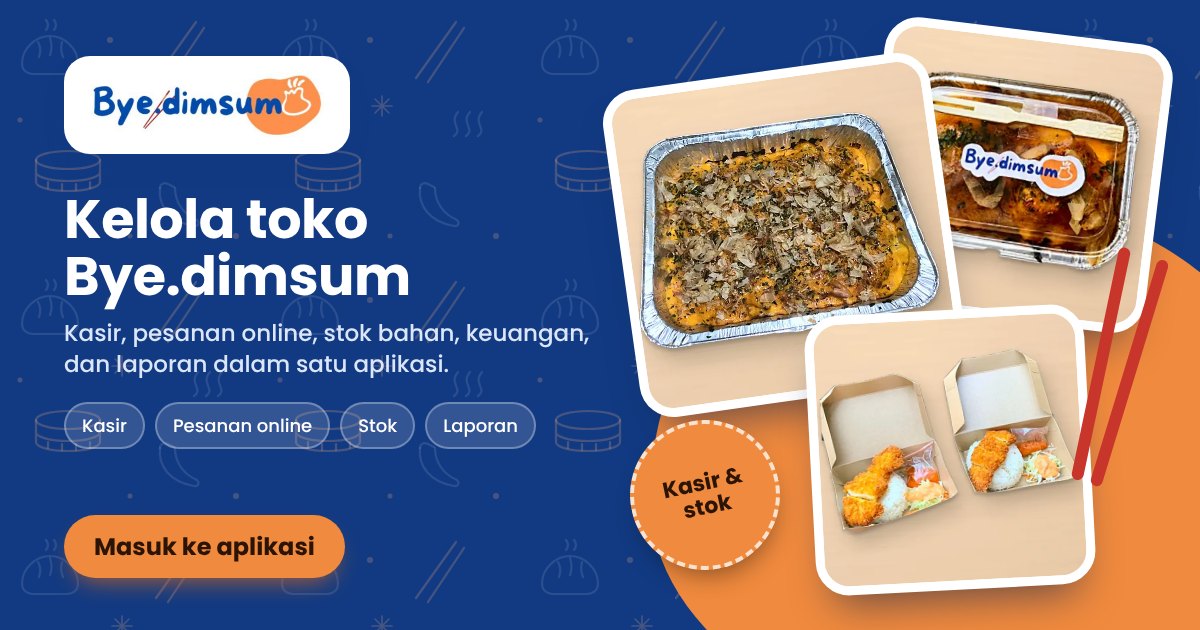 Bye.dimsum
Kelola toko
Bye.dimsum
Kasir, pesanan online, stok bahan, keuangan,
dan laporan dalam satu aplikasi.
Kasir
Pesanan online
Stok
Laporan
Masuk ke aplikasi
Bye.dimsum
Kasir &
stok